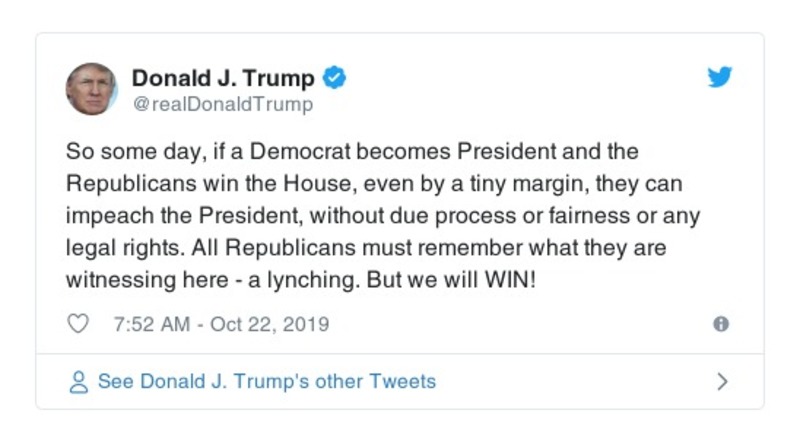 Donald J. Trump
@realDonaldTrump
So some day, if a Democrat becomes President and the
Republicans win the House, even by a tiny margin, they can
impeach the President, without due process or fairness or any
legal rights. All Republicans must remember what they are
witnessing here - a lynching. But we will WIN!
7:52 AM - Oct 22, 2019
See Donald J. Trump's other Tweets